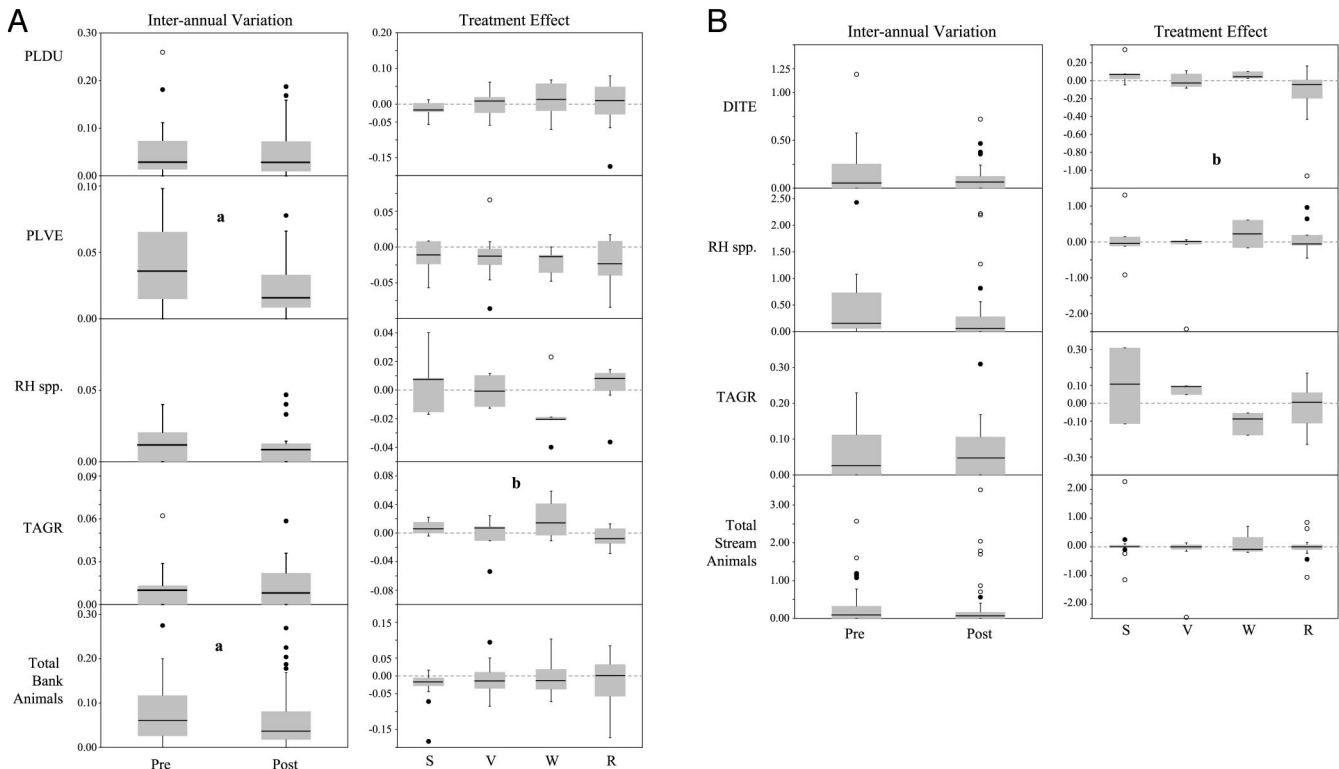 A
Inter-annual Variation
Treatment Effect
PLDU
0.30
0.20
0.10
0.00
0.20
0.10
0.00
-0.05
-0.15
PLVE
0.10
0.05
0.00
a
0.05
-0.00
-0.05
RH spp.
0.05
0.00
0.04
0.02
0.00
-0.02
-0.04
TAGR
0.09
0.06
0.03
0.00
b
0.04
0.00
-0.04
-0.08
Total
Bank
Animals
0.30
0.20
0.10
0.00
a
0.15
0.05
0.00
-0.05
-0.15
Pre
Post
S
V
W
R
B
Inter-annual Variation
Treatment Effect
DITE
1.25
0.50
0.25
0.00
0.20
0.00
-0.20
-0.40
-0.60
-0.80
-1.00
b
RH spp.
2.50
2.00
1.50
1.00
0.50
0.00
1.00
0.00
-1.00
-2.00
TAGR
0.40
0.30
0.20
0.10
0.00
0.30
0.10
0.00
-0.10
-0.30
Total
Stream
Animals
3.00
2.00
1.00
0.00
2.00
1.00
0.00
-1.00
-2.00
Pre
Post
S
V
W
R